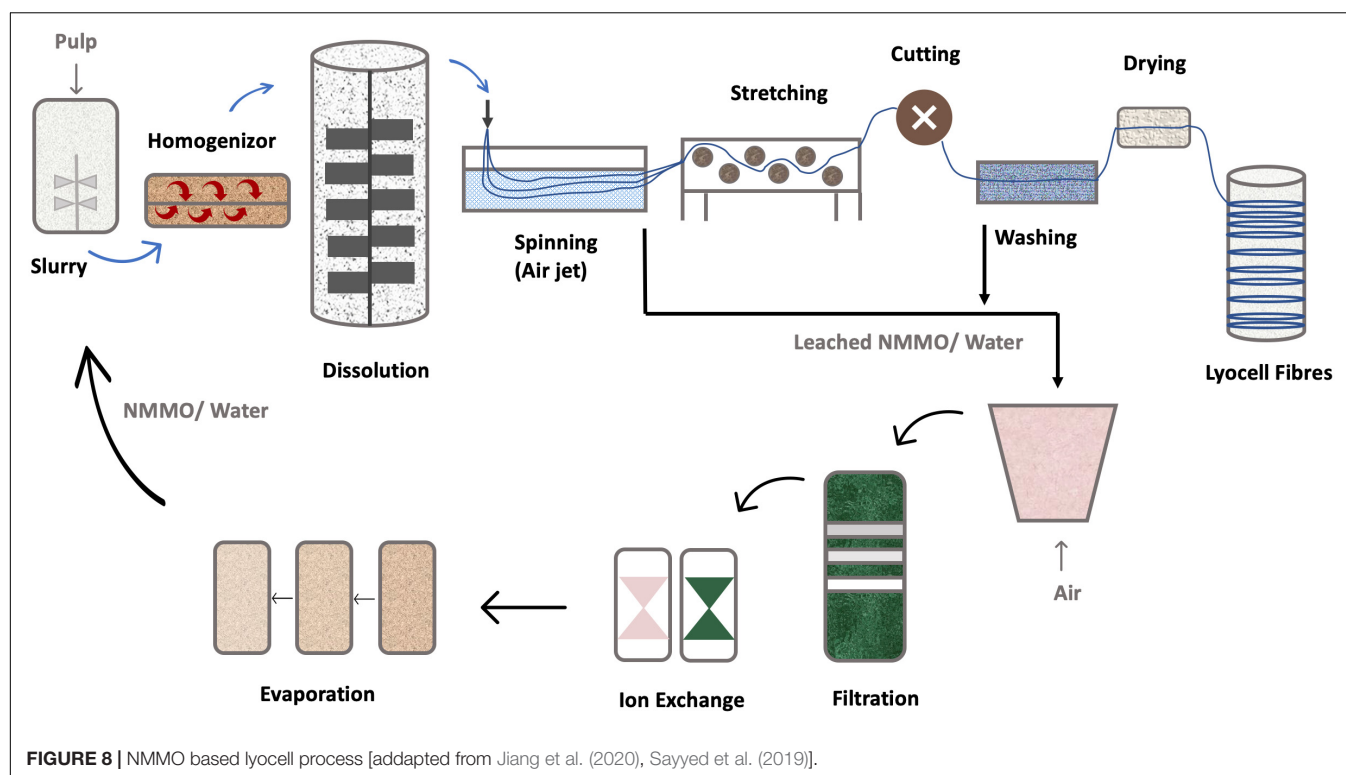 Pulp
Slurry
Homogenizor
Dissolution
Spinning
(Air jet)
Stretching
Cutting
Washing
Drying
Lyocell Fibres
Leached NMMO/ Water
Air
Filtration
Ion Exchange
Evaporation
NMMO/ Water
FIGURE 8 | NMMO based lyocell process [addapted from Jiang et al. (2020), Sayyed et al. (2019)].